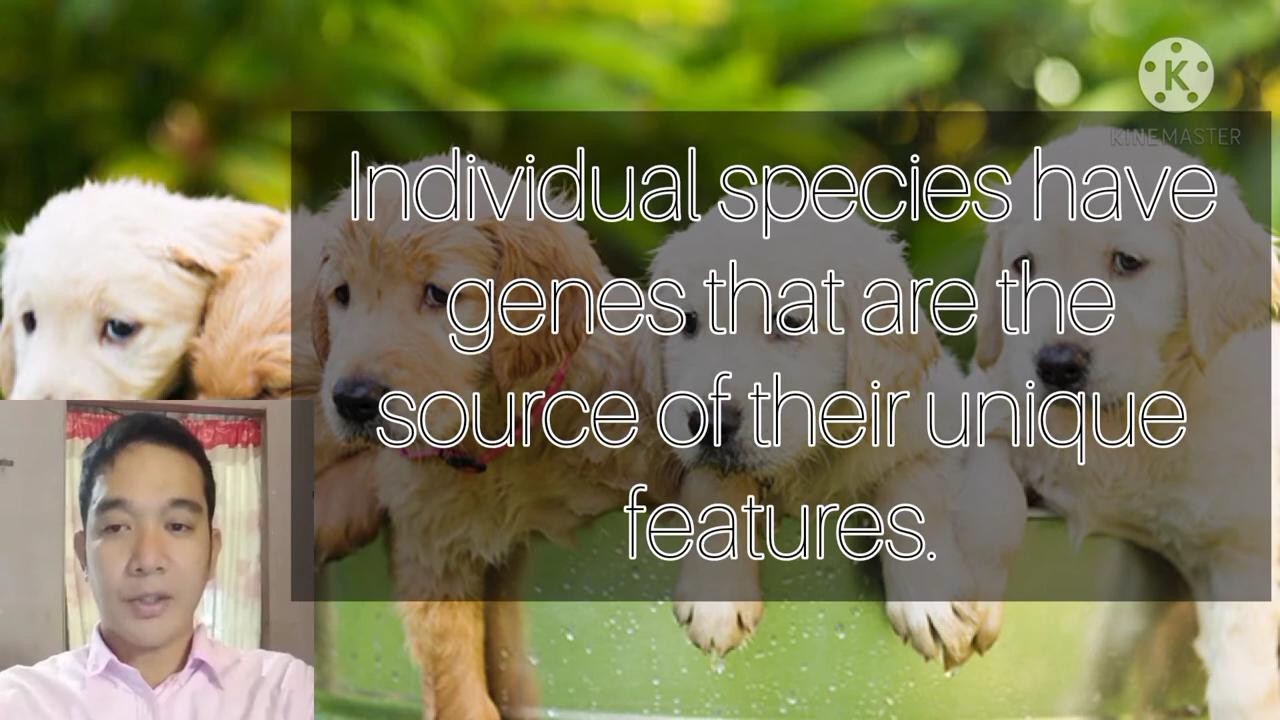 K
KINEMASTER
Individual species have
genes that are the
source of their unique
features.